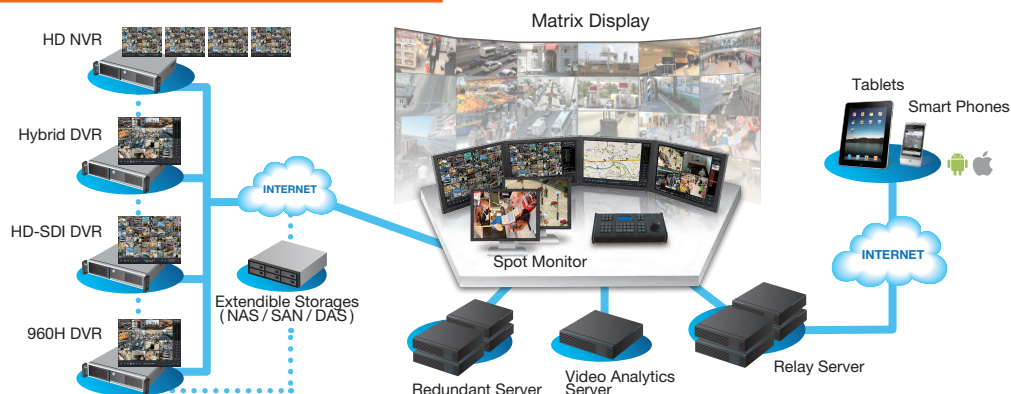 Matrix Display
HD NVR
Hybrid DVR
HD-SDI DVR
960H DVR
INTERNET
Extendible Storages
( NAS / SAN / DAS )
Spot Monitor
Redundant Server
Video Analytics
Server
Relay Server
Tablets
Smart Phones
INTERNET